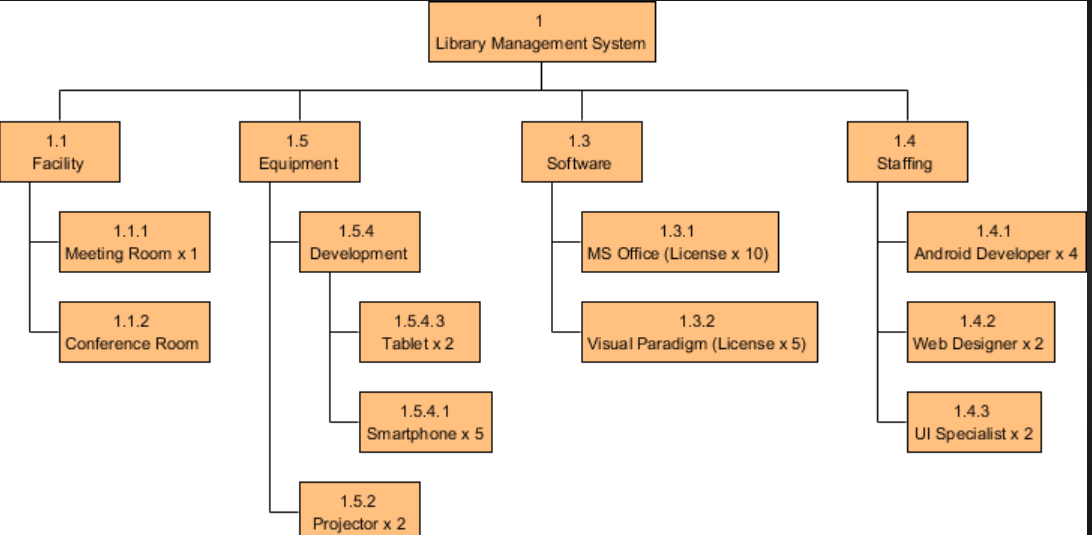 1
Library Management System
1.1
Facility
1.5
Equipment
1.3
Software
1.4
Staffing
1.1.1
Meeting Room x 1
1.5.4
Development
1.3.1
MS Office (License x 10)
1.4.1
Android Developer x 4
1.1.2
Conference Room
1.5.4.3
Tablet x 2
1.3.2
Visual Paradigm (License x 5)
1.4.2
Web Designer x 2
1.5.4.1
Smartphone x 5
1.4.3
UI Specialist x 2
1.5.2
Projector x 2